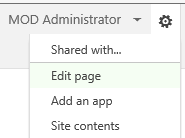 MOD Administrator
Shared with...
Edit page
Add an app
Site contents